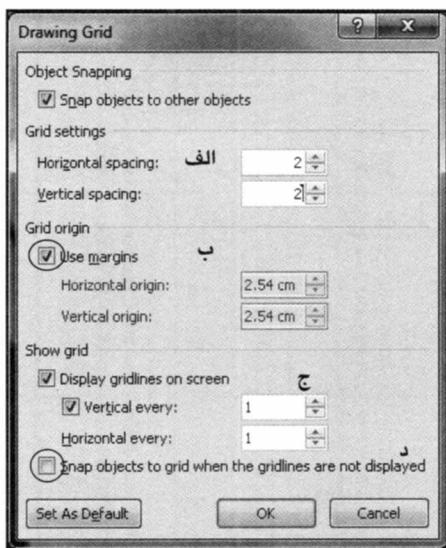 Drawing Grid
Object Snapping
Snap objects to other objects
Grid settings
Horizontal spacing: الف 2
Vertical spacing: 2
Grid origin
Use margins ب
Horizontal origin: 2.54 cm
Vertical origin: 2.54 cm
Show grid
Display gridlines on screen ج
Vertical every: 1
Horizontal every: 1
د
Snap objects to grid when the gridlines are not displayed
Set As Default OK Cancel